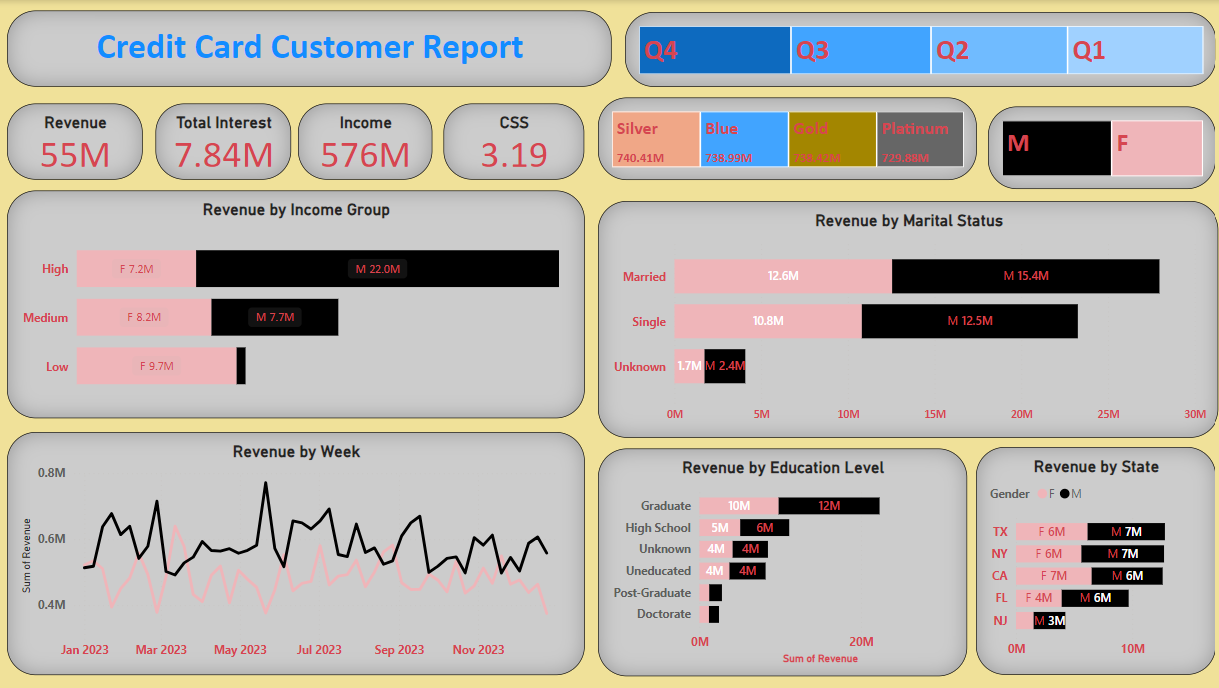 Credit Card Customer Report
Q4 Q3 Q2 Q1
Revenue
55M
Total Interest
7.84M
Income
576M
CSS
3.19
Silver Blue Gold Platinum
740.41M 738.99M 738.42M 729.88M
M F
Revenue by Income Group
High F 7.2M M 22.0M
Medium F 8.2M M 7.7M
Low F 9.7M
Revenue by Marital Status
Married 12.6M M 15.4M
Single 10.8M M 12.5M
Unknown 1.7M M 2.4M
0M 5M 10M 15M 20M 25M 30M
Revenue by Week
0.8M
0.6M
0.4M
Sum of Revenue
Jan 2023 Mar 2023 May 2023 Jul 2023 Sep 2023 Nov 2023
Revenue by Education Level
Graduate 10M 12M
High School 5M 6M
Unknown 4M 4M
Uneducated 4M 4M
Post-Graduate
Doctorate
0M 20M
Sum of Revenue
Revenue by State
Gender F M
TX F 6M M 7M
NY F 6M M 7M
CA F 7M M 6M
FL F 4M M 6M
NJ M 3M
0M 10M